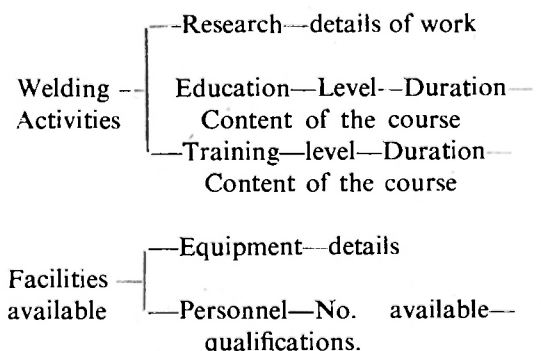 Research—details of work
Welding Activities
Education—Level--Duration—
Content of the course
Training—level—Duration—
Content of the course
Equipment—details
Facilities available
Personnel—No. available—
qualifications.